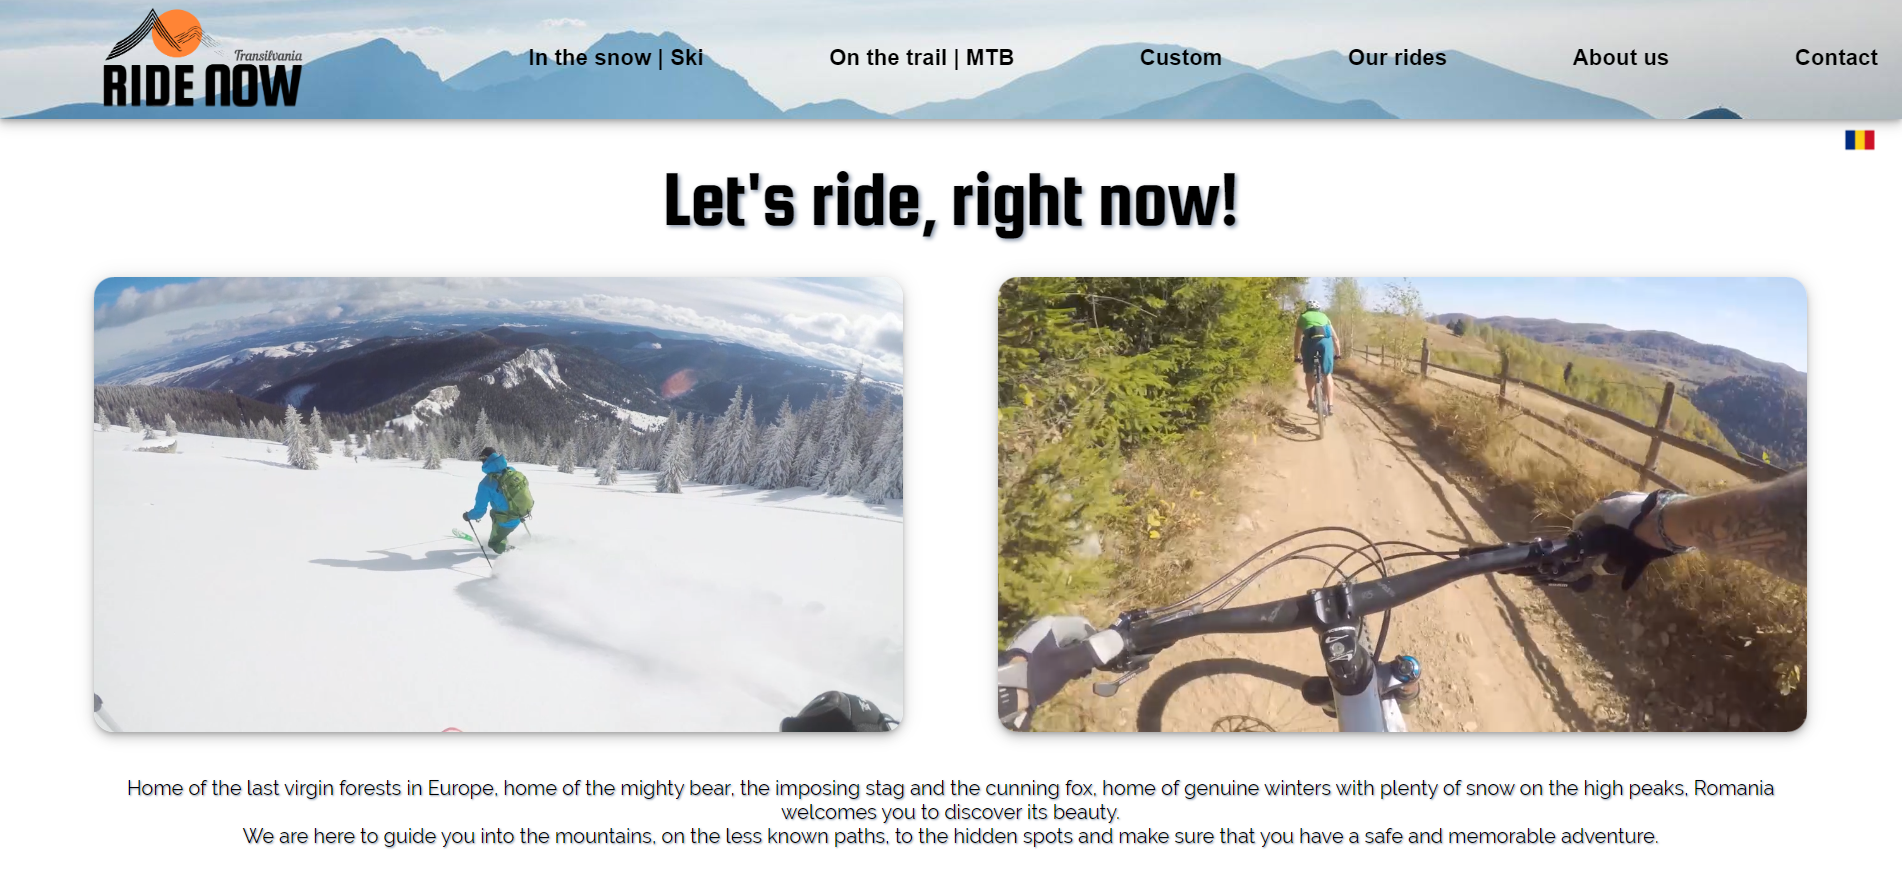 Transilvania
RIDE NOW
In the snow | Ski
On the trail | MTB
Custom
Our rides
About us
Contact
Let's ride, right now!
Home of the last virgin forests in Europe, home of the mighty bear, the imposing stag and the cunning fox, home of genuine winters with plenty of snow on the high peaks, Romania
welcomes you to discover its beauty.
We are here to guide you into the mountains, on the less known paths, to the hidden spots and make sure that you have a safe and memorable adventure.